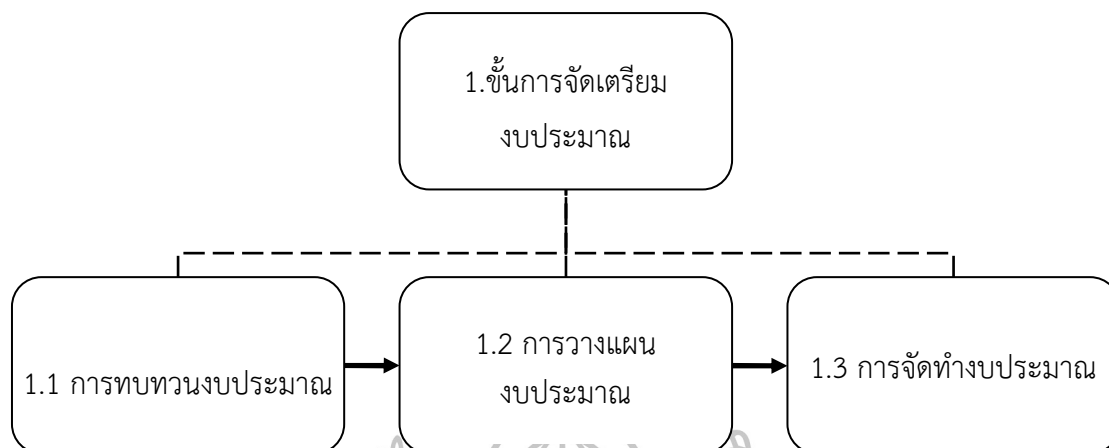 1.ขั้นการจัดเตรียม
งบประมาณ
1.1 การทบทวนงบประมาณ
1.2 การวางแผน
งบประมาณ
1.3 การจัดทำงบประมาณ